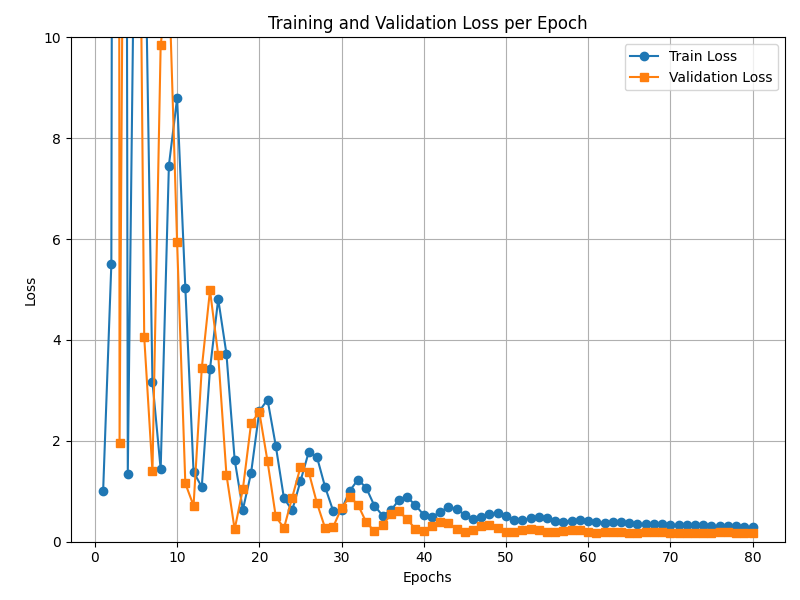 Training and Validation Loss per Epoch
Train Loss
Validation Loss
10
8
6
4
2
0
Loss
0 10 20 30 40 50 60 70 80
Epochs